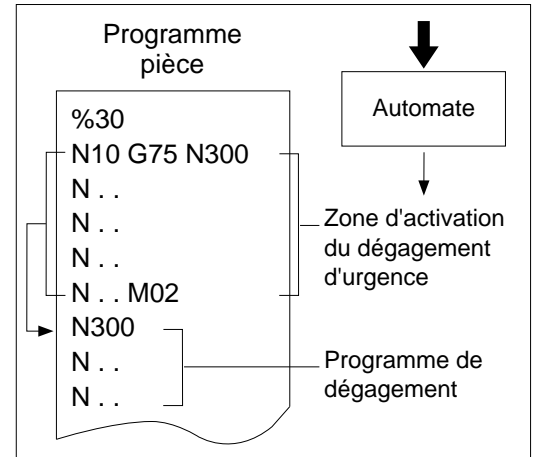 Programme
pièce
%30
N10 G75 N300
N . .
N . .
N . .
N . . M02
N300
N . .
N . .
Automate
Zone d'activation
du dégagement
d'urgence
Programme de
dégagement